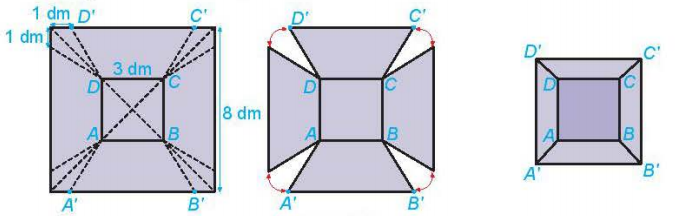 1 dm D' C'
1 dm
3 dm
D C
8 dm
A B
A' B'
D' C'
D C
A B
A' B'
D' C'
D C
A B
A' B'